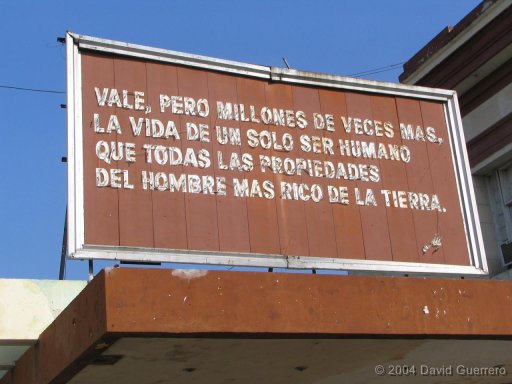 VALE, PERO MILLONES DE VECES MAS,
LA VIDA DE UN SOLO SER HUMANO
QUE TODAS LAS PROPIEDADES
DEL HOMBRE MAS RICO DE LA TIERRA.
© 2004 David Guerrero